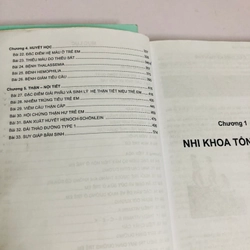 Chương 4. HUYẾT HỌC
Bài 22. ĐẶC ĐIỂM HỆ MÁU Ở TRẺ EM
Bài 23. THIẾU MÁU DO THIẾU SẮT
Bài 24. BỆNH THALASSEMIA
Bài 25. BỆNH HEMOPHILIA
Bài 26. BỆNH GIẢM TIỂU CẦU
Chương 5. THẬN - NỘI TIẾT
Bài 27. ĐẶC ĐIỂM GIẢI PHẪU VÀ SINH LÝ HỆ THẬN TIẾT NIỆU TRẺ EM
Bài 28. NHIỄM TRÙNG TIỂU TRẺ EM
Bài 29. VIÊM CẦU THẬN CẤP
Bài 30. HỘI CHỨNG THẬN HƯ TRẺ EM
Bài 31. BAN XUẤT HUYẾT HENOCH-SCHÖNLEIN
Bài 32. ĐÁI THÁO ĐƯỜNG TYPE 1
Bài 33. SUY GIÁP BẨM SINH
Chương 1
NHI KHOA TỔN